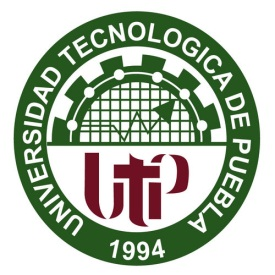 UNIVERSIDAD TECNOLOGICA DE PUEBLA
UTP
1994